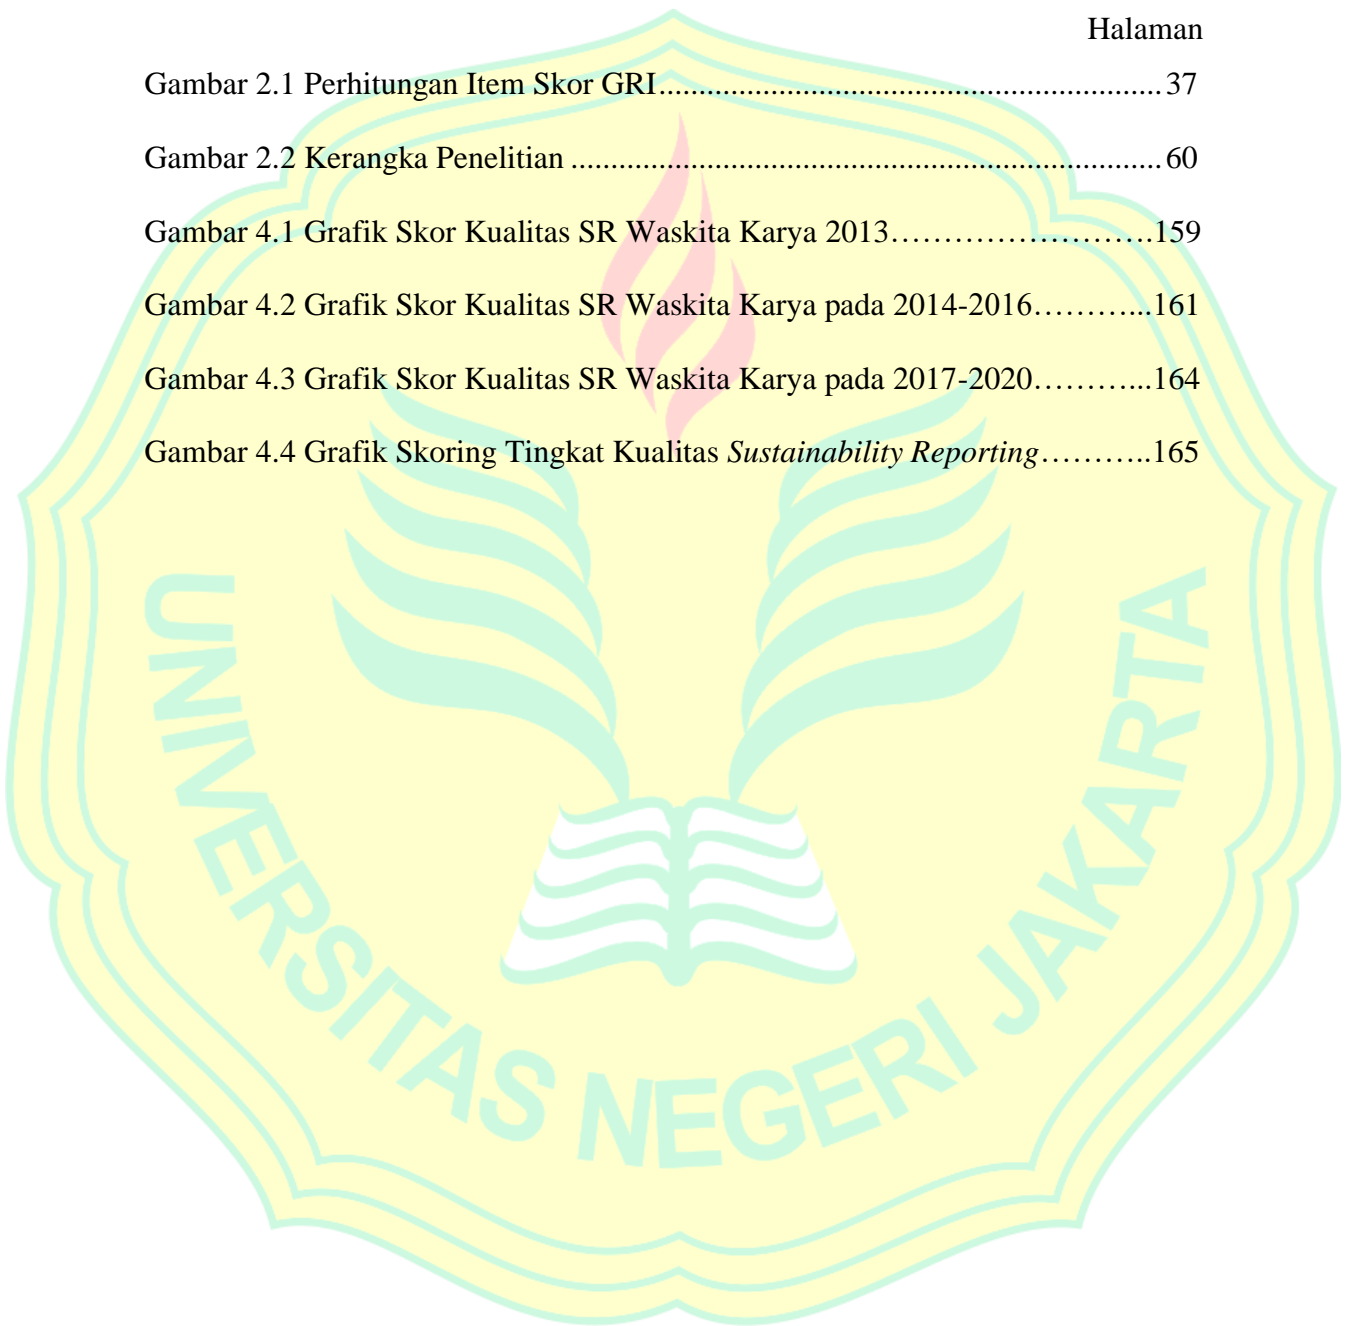 Halaman
Gambar 2.1 Perhitungan Item Skor GRI..................................................... 37
Gambar 2.2 Kerangka Penelitian .............................................................. 60
Gambar 4.1 Grafik Skor Kualitas SR Waskita Karya 2013…………………….159
Gambar 4.2 Grafik Skor Kualitas SR Waskita Karya pada 2014-2016………...161
Gambar 4.3 Grafik Skor Kualitas SR Waskita Karya pada 2017-2020………...164
Gambar 4.4 Grafik Skoring Tingkat Kualitas Sustainability Reporting………..165
UNIVERSITAS NEGERI JAKARTA